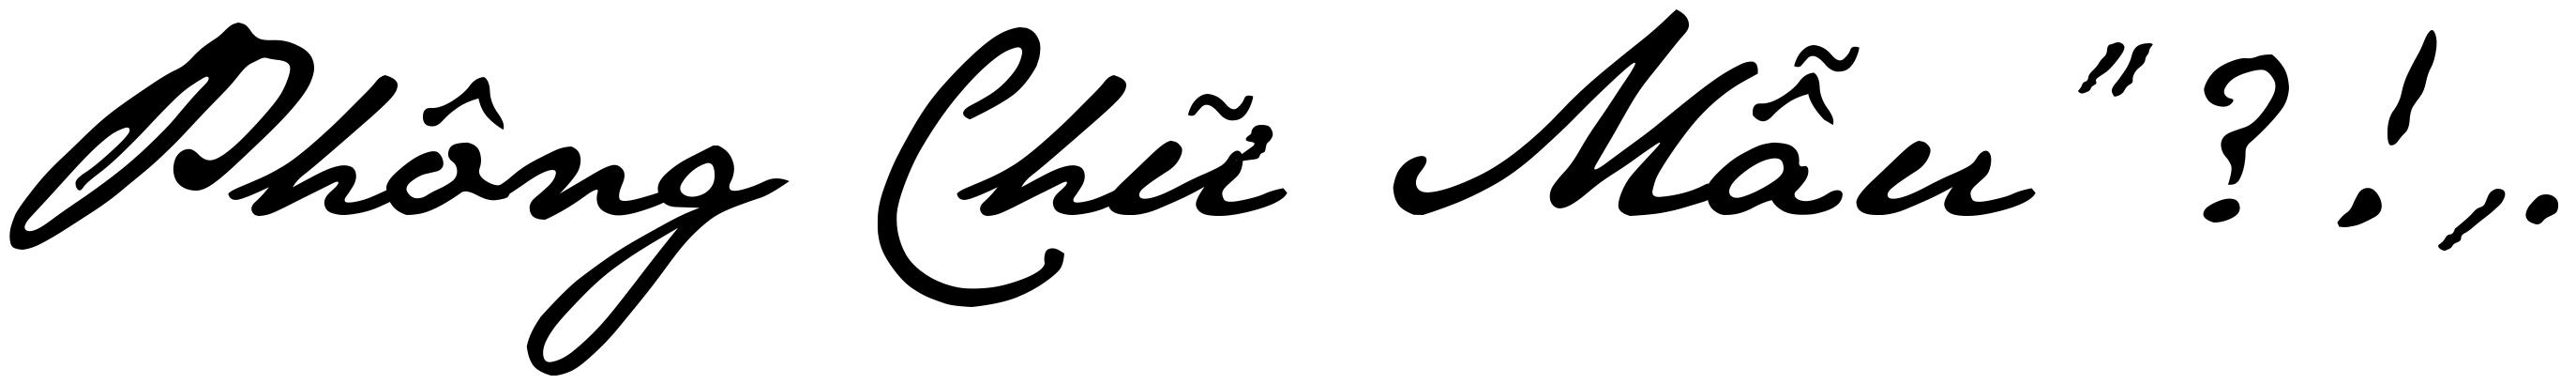 Phông Chữ Mẫu " ? ! , .